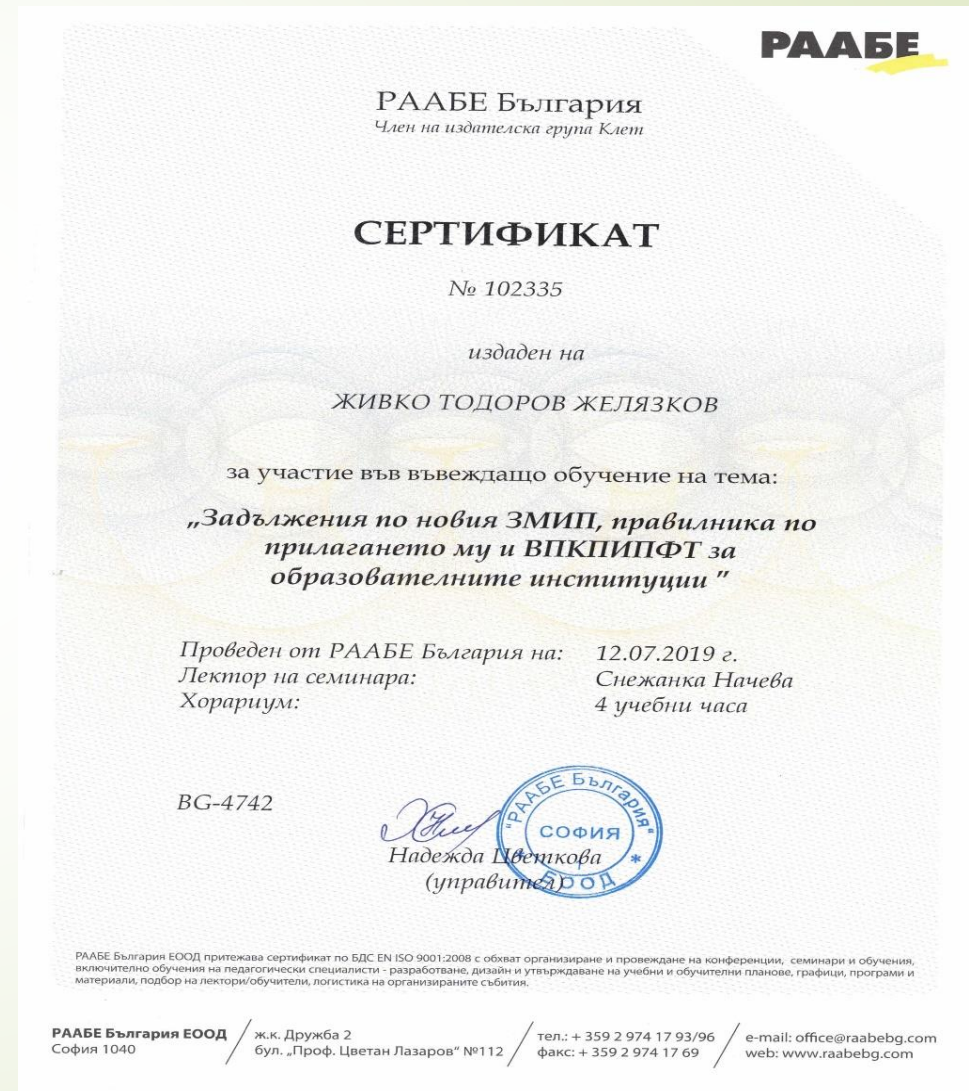 РААБЕ
РААБЕ България
Член на издателска група Клет
СЕРТИФИКАТ
№ 102335
издаден на
ЖИВКО ТОДОРОВ ЖЕЛЯЗКОВ
за участие във въвеждащо обучение на тема:
„Задължения по новия ЗМИП, правилника по
прилагането му и ВПКПИПФТ за
образователните институции ”
Проведен от РААБЕ България на: 12.07.2019 г.
Лектор на семинара: Снежанка Начева
Хорариум: 4 учебни часа
BG-4742
"РААБЕ България"
СОФИЯ
ЕООД
Надежда Цветкова
(управител)
РААБЕ България ЕООД притежава сертификат по БДС EN ISO 9001:2008 с обхват организиране и провеждане на конференции, семинари и обучения,
включително обучения на педагогически специалисти - разработване, дизайн и утвърждаване на учебни и обучителни планове, графици, програми и
материали, подбор на лектори/обучители, логистика на организираните събития.
РААБЕ България ЕООД
София 1040
ж.к. Дружба 2
бул. „Проф. Цветан Лазаров” №112
тел.: + 359 2 974 17 93/96
факс: + 359 2 974 17 69
e-mail: office@raabebg.com
web: www.raabebg.com